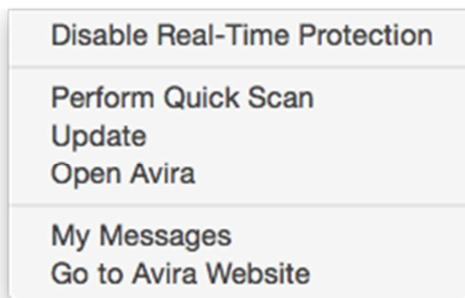 Disable Real-Time Protection
Perform Quick Scan
Update
Open Avira
My Messages
Go to Avira Website